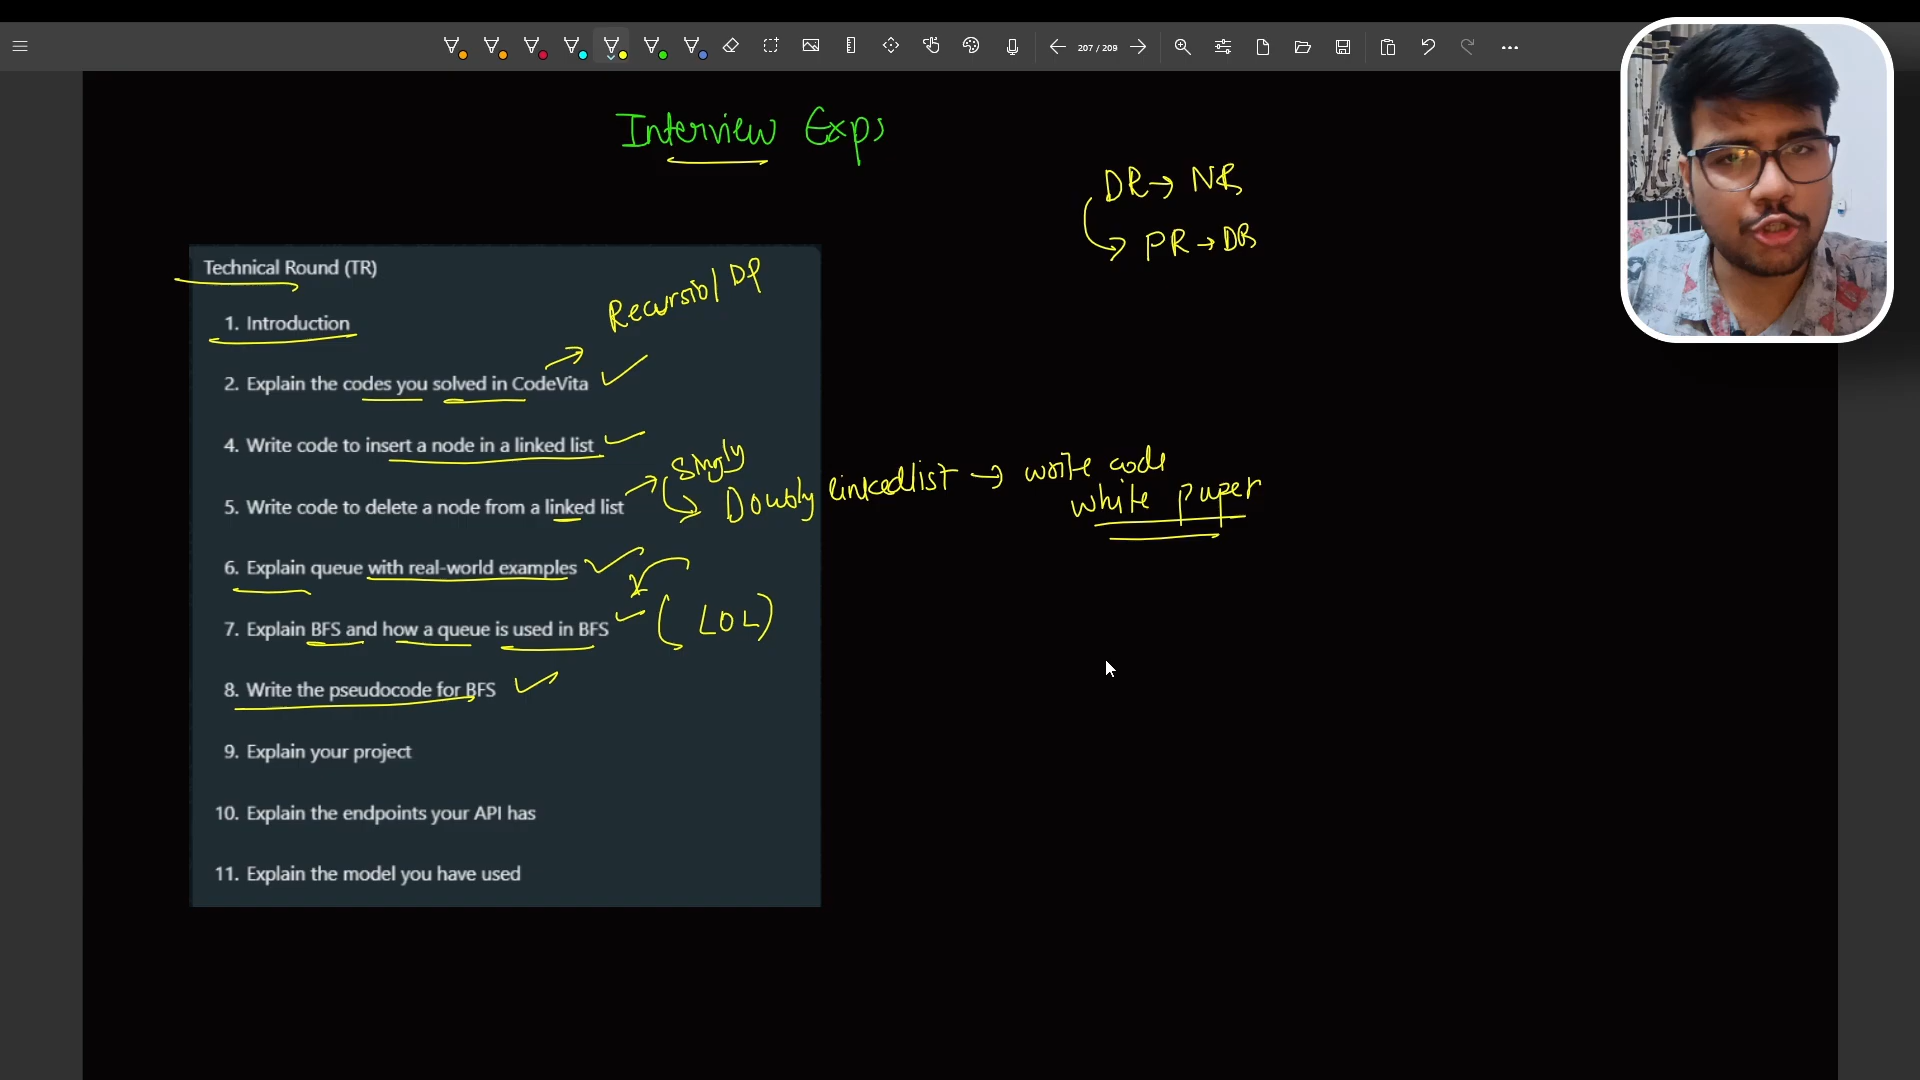 207 / 209
Interview Exps
DR → NR
PR → DR
Technical Round (TR)
Recursio/ DP
1. Introduction
2. Explain the codes you solved in CodeVita
4. Write code to insert a node in a linked list
Singly
5. Write code to delete a node from a linked list
Doubly linkedlist → write code
white paper
6. Explain queue with real-world examples
7. Explain BFS and how a queue is used in BFS
(LOL)
8. Write the pseudocode for BFS
9. Explain your project
10. Explain the endpoints your API has
11. Explain the model you have used